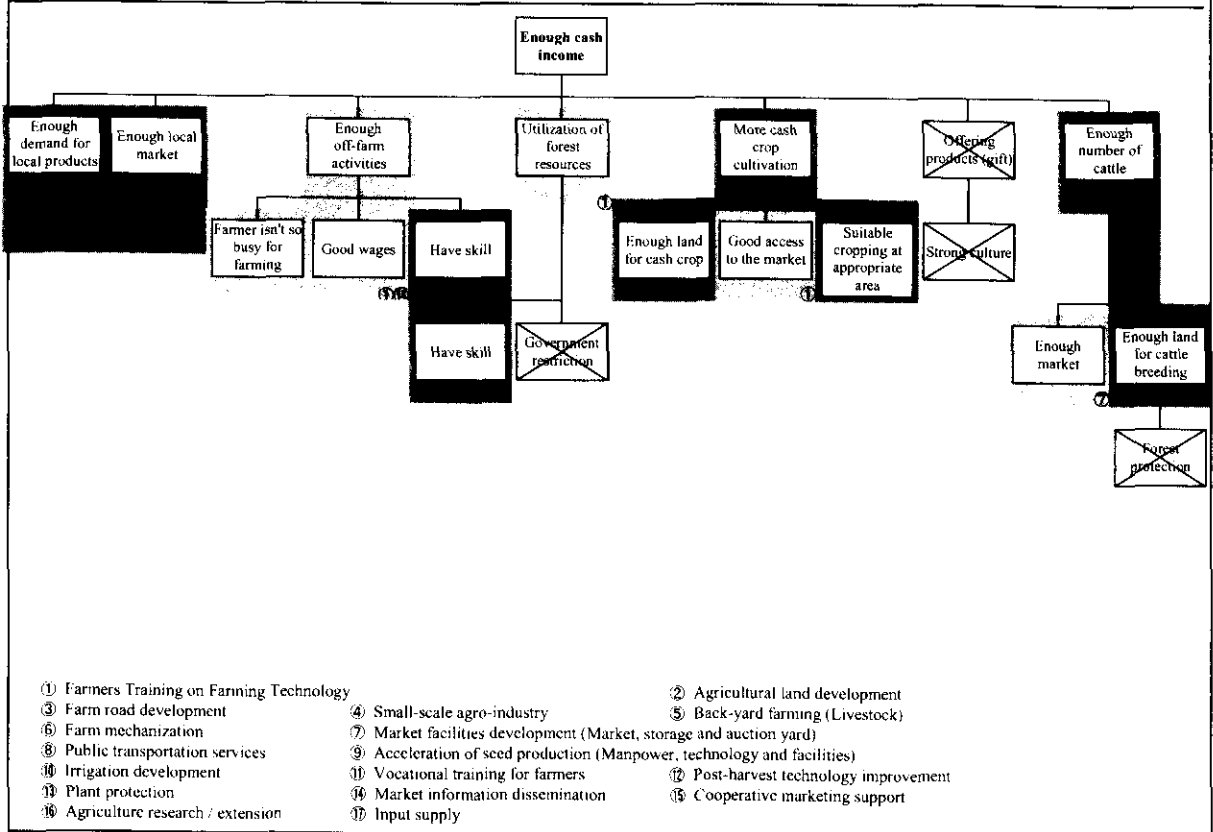 Enough cash
income
Enough
demand for
local products
Enough local
market
Enough
off-farm
activities
Utilization of
forest
resources
More cash
crop
cultivation
Offering
products (gift)
Enough
number of
cattle
Farmer isn't so
busy for
farming
Good wages
Have skill
①
Enough land
for cash crop
Good access
to the market
Suitable
cropping at
appropriate
area
Strong culture
①
Have skill
Government
restriction
Enough
market
Enough land
for cattle
breeding
⑦
Forest
protection
① Farmers Training on Farming Technology
② Agricultural land development
③ Farm road development
④ Small-scale agro-industry
⑤ Back-yard farming (Livestock)
⑥ Farm mechanization
⑦ Market facilities development (Market, storage and auction yard)
⑧ Public transportation services
⑨ Acceleration of seed production (Manpower, technology and facilities)
⑩ Irrigation development
⑪ Vocational training for farmers
⑫ Post-harvest technology improvement
⑬ Plant protection
⑭ Market information dissemination
⑮ Cooperative marketing support
⑯ Agriculture research / extension
⑰ Input supply